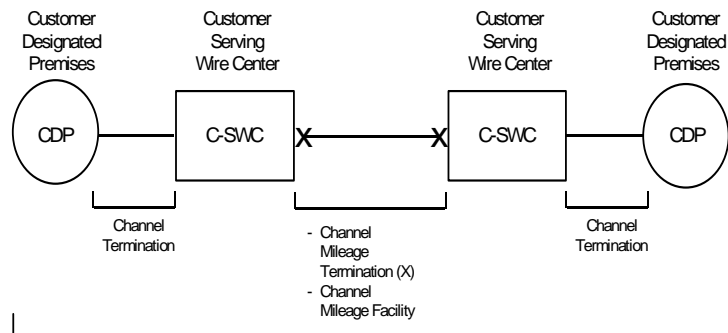 Customer
Designated
Premises
Customer
Serving
Wire Center
Customer
Serving
Wire Center
Customer
Designated
Premises
CDP
C-SWC
X
X
C-SWC
CDP
Channel
Termination
- Channel
Mileage
Termination (X)
- Channel
Mileage Facility
Channel
Termination